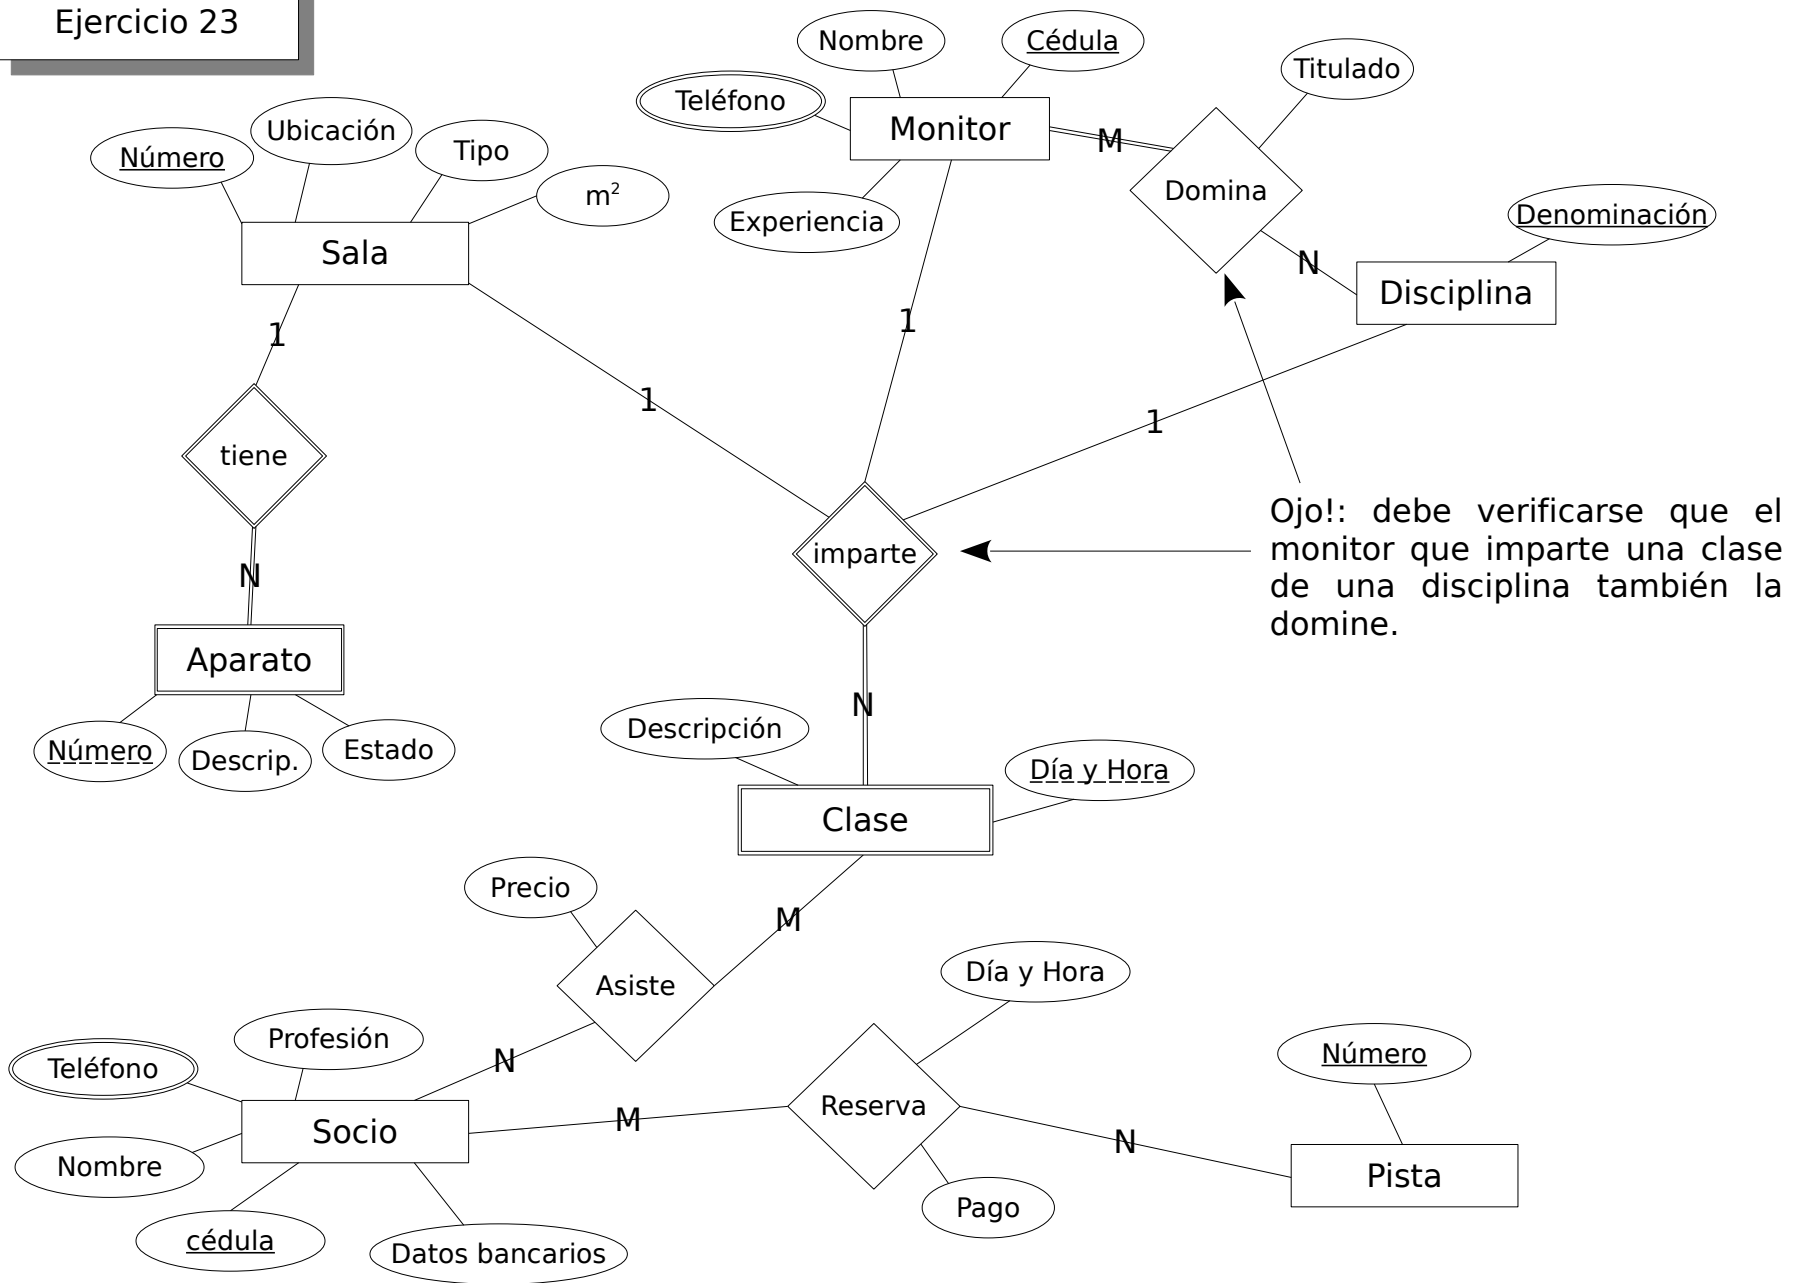 Ejercicio 23
Nombre
Cédula
Titulado
Teléfono
Monitor
M
Domina
Ubicación
Número
Tipo
m²
Experiencia
Denominación
Sala
N
Disciplina
1
1
1
1
tiene
Ojo!: debe verificarse que el
monitor que imparte una clase
de una disciplina también la
domine.
imparte
N
Aparato
N
Número
Descrip.
Estado
Descripción
Día y Hora
Clase
Precio
M
Asiste
Día y Hora
Profesión
Teléfono
N
Número
Socio
M
Reserva
N
Pista
Nombre
Pago
cédula
Datos bancarios